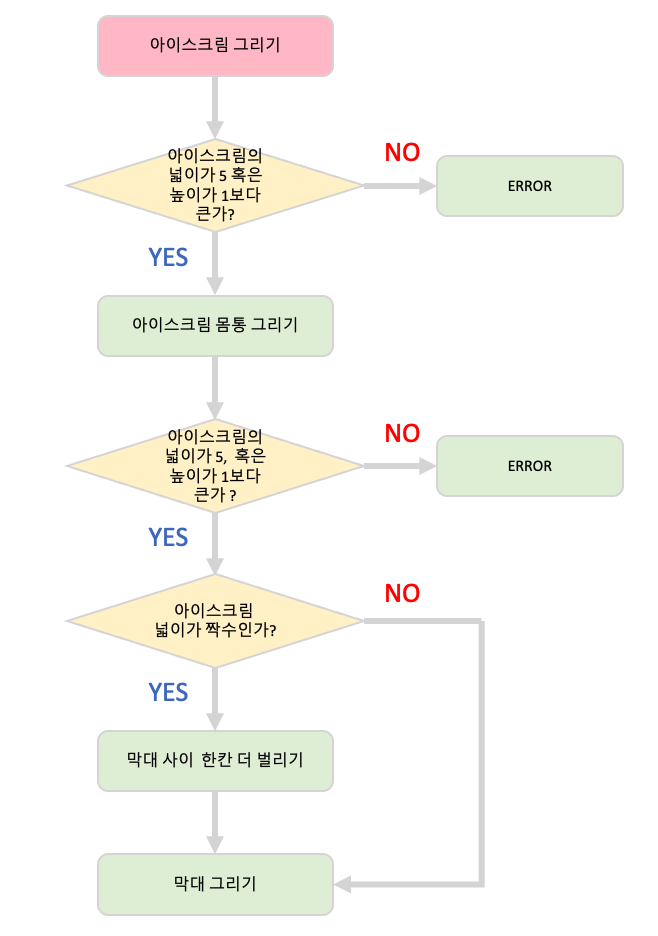 아이스크림 그리기
아이스크림의
넓이가 5 혹은
높이가 1보다
큰가?
NO
ERROR
YES
아이스크림 몸통 그리기
아이스크림의
넓이가 5, 혹은
높이가 1보다
큰가 ?
NO
ERROR
YES
아이스크림
넓이가 짝수인가?
NO
YES
막대 사이 한칸 더 벌리기
막대 그리기